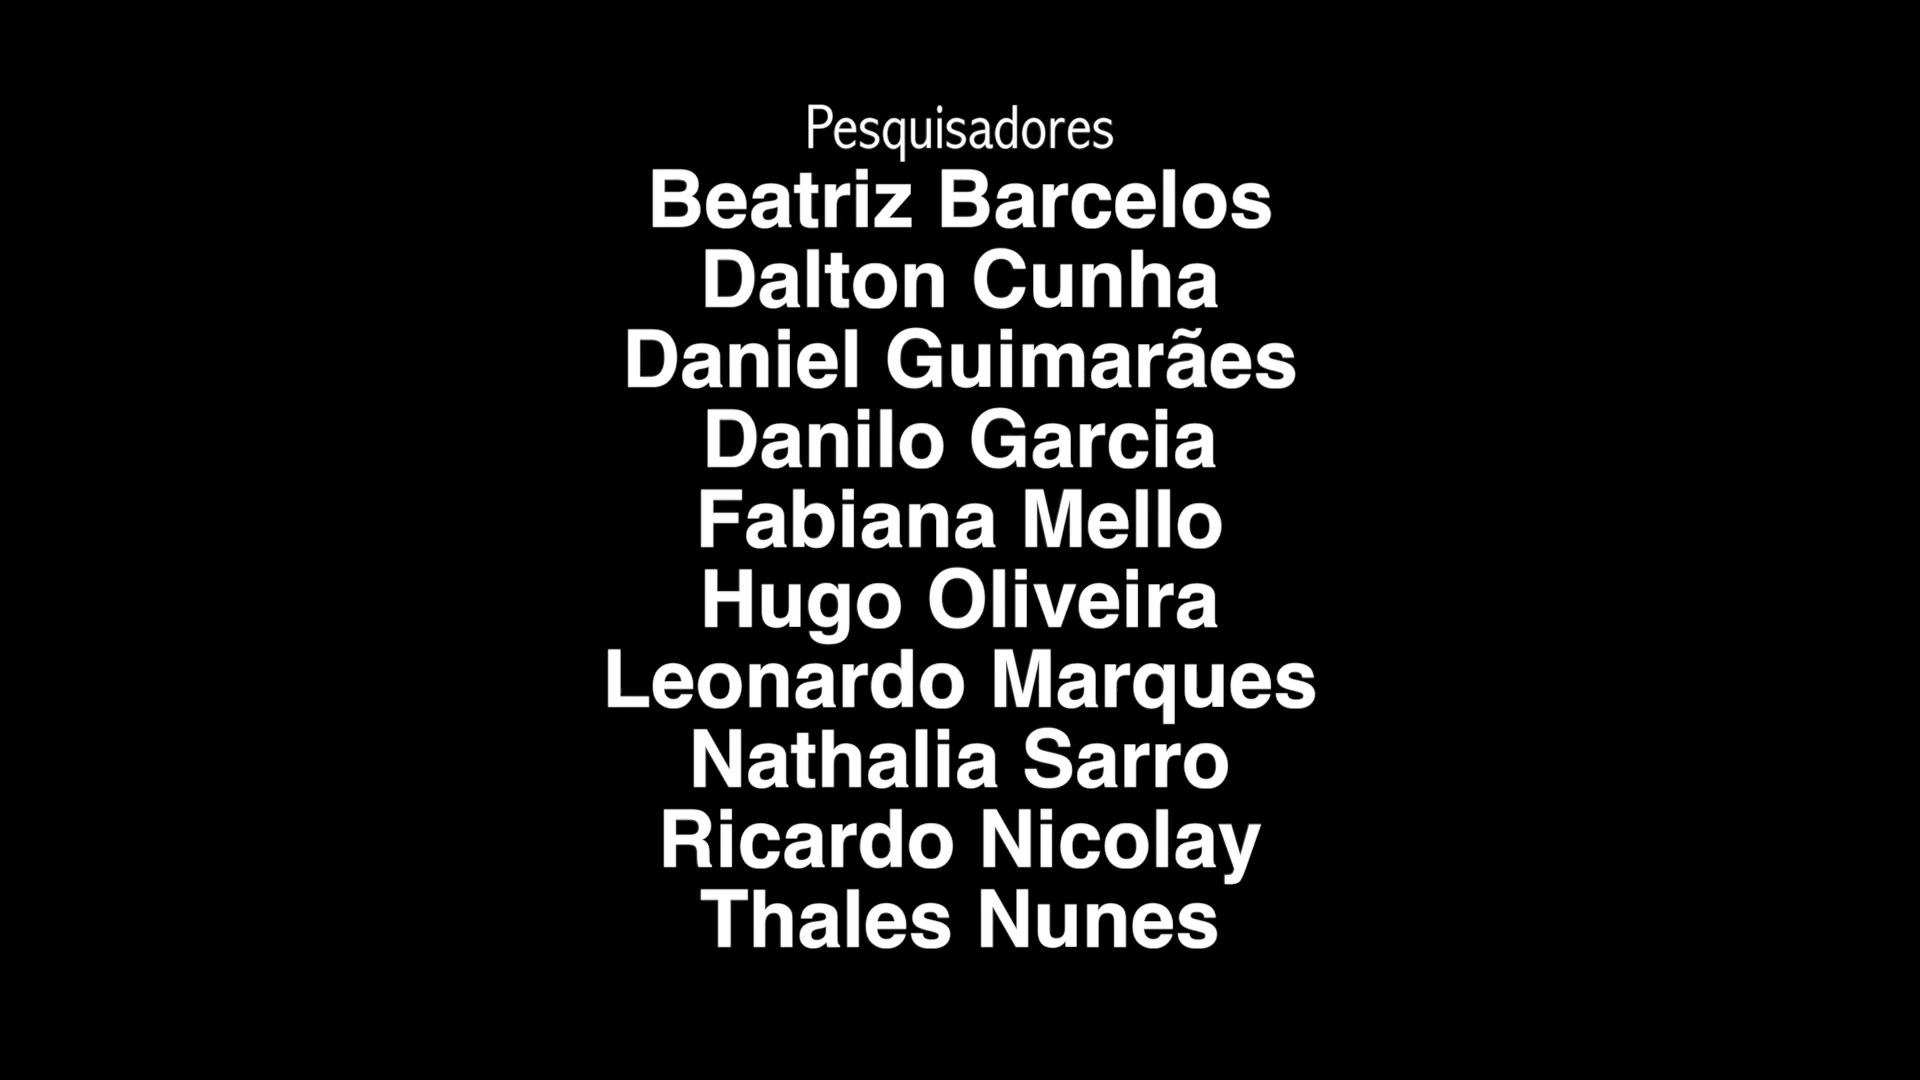 Pesquisadores
Beatriz Barcelos
Dalton Cunha
Daniel Guimarães
Danilo Garcia
Fabiana Mello
Hugo Oliveira
Leonardo Marques
Nathalia Sarro
Ricardo Nicolay
Thales Nunes